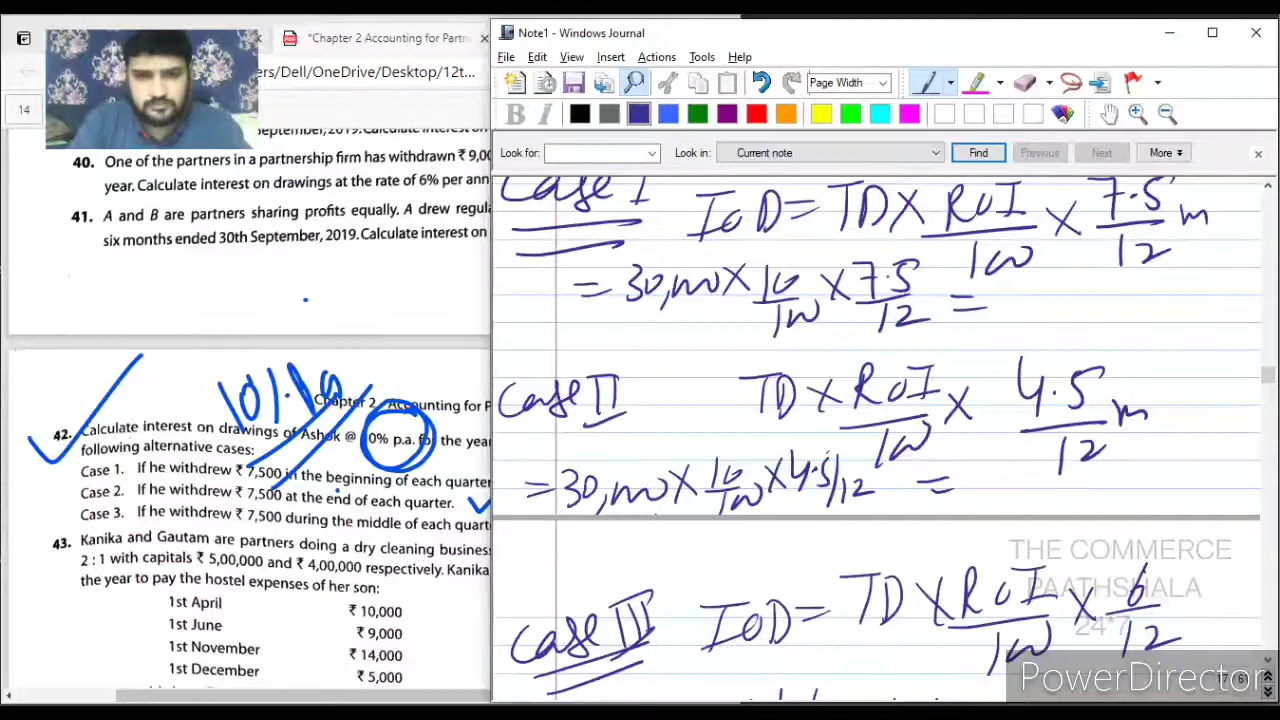 *Chapter 2 Accounting for Partn
ers/Dell/OneDrive/Desktop/12t...
14
September, 2019. Calculate interest on
40. One of the partners in a partnership firm has withdrawn ₹ 9,00
year. Calculate interest on drawings at the rate of 6% per ann
41. A and B are partners sharing profits equally. A drew regula
six months ended 30th September, 2019. Calculate interest on
10% pa
Chapter 2 Accounting for P
42. Calculate interest on drawings of Ashok @ 10% p.a. for the year
following alternative cases:
Case 1. If he withdrew ₹ 7,500 in the beginning of each quarter
Case 2. If he withdrew ₹ 7,500 at the end of each quarter.
Case 3. If he withdrew ₹ 7,500 during the middle of each quart
43. Kanika and Gautam are partners doing a dry cleaning business
2 : 1 with capitals ₹ 5,00,000 and ₹ 4,00,000 respectively. Kanika
the year to pay the hostel expenses of her son:
1st April ₹ 10,000
1st June ₹ 9,000
1st November ₹ 14,000
1st December ₹ 5,000
Note1 - Windows Journal
File Edit View Insert Actions Tools Help
Page Width
B I
Look for: Look in: Current note Find Previous Next More
Case I IOD = TD × ROI/100 × 7.5/12 m
= 30,000 × 10/100 × 7.5/12 =
Case II TD × ROI/100 × 4.5/12 m
= 30,000 × 10/100 × 4.5/12 =
THE COMMERCE
PAATHSHALA
24*7
Case III IOD = TD × ROI/100 × 6/12
PowerDirector